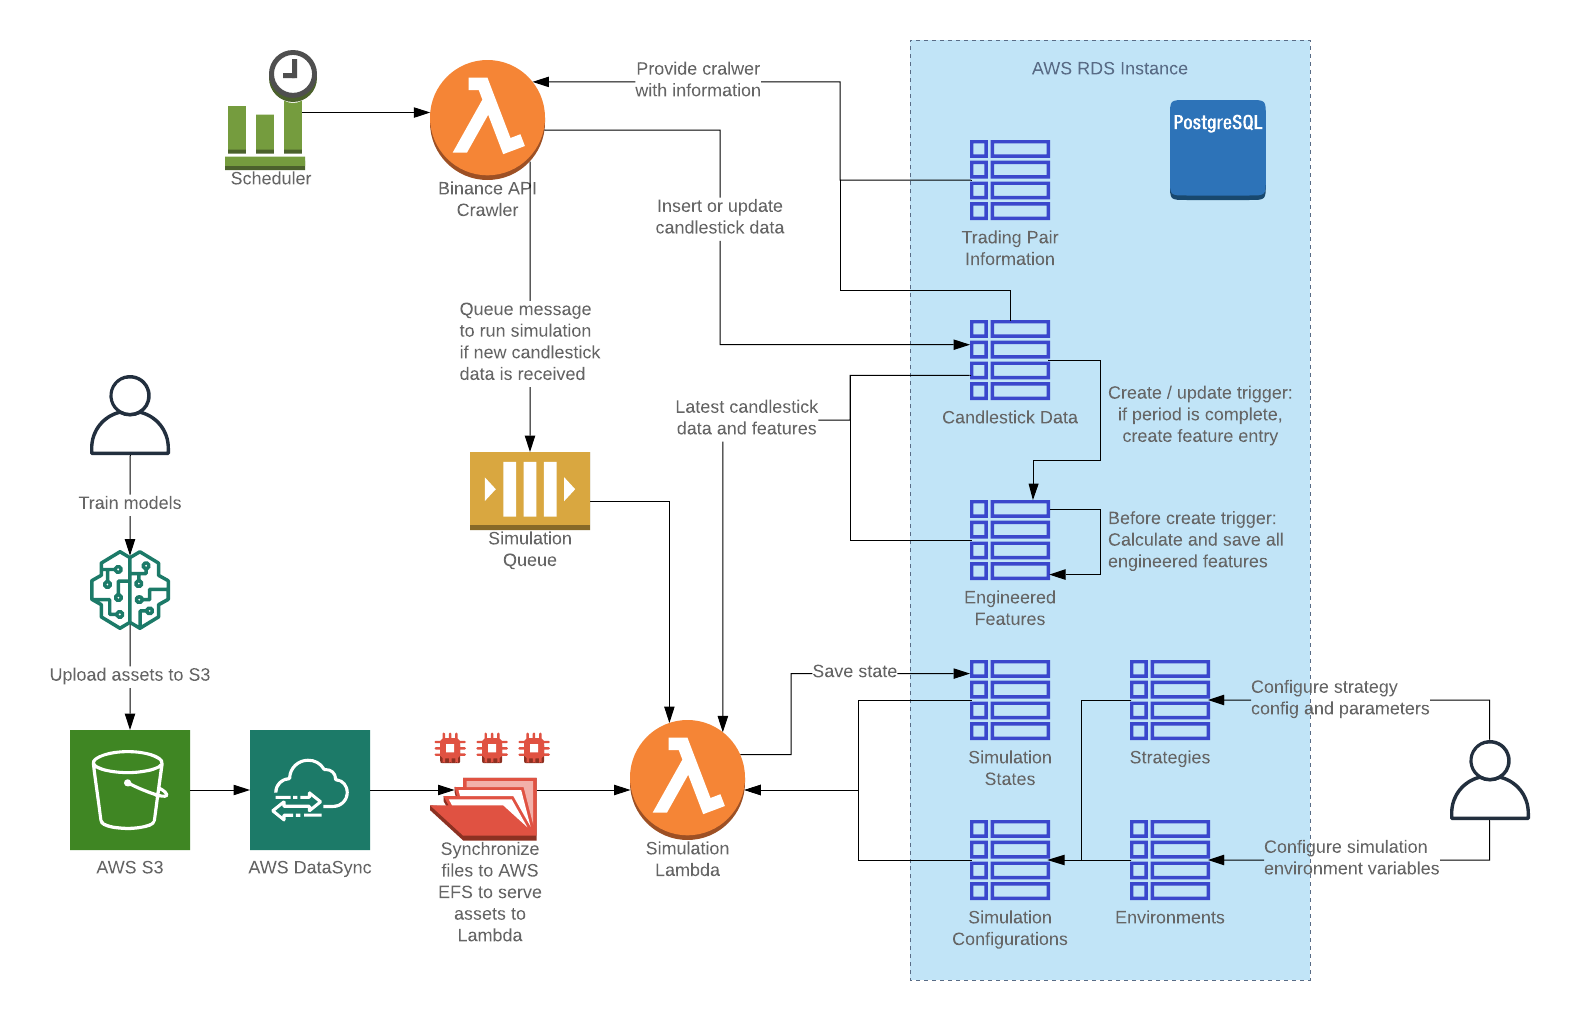 AWS RDS Instance
PostgreSQL
Provide cralwer
with information
Scheduler
Binance API
Crawler
Insert or update
candlestick data
Trading Pair
Information
Queue message
to run simulation
if new candlestick
data is received
Latest candlestick
data and features
Candlestick Data
Create / update trigger:
if period is complete,
create feature entry
Train models
Simulation
Queue
Before create trigger:
Calculate and save all
engineered features
Engineered
Features
Upload assets to S3
Save state
Configure strategy
config and parameters
Simulation
States
Strategies
AWS S3
AWS DataSync
Synchronize
files to AWS
EFS to serve
assets to
Lambda
Simulation
Lambda
Configure simulation
environment variables
Simulation
Configurations
Environments